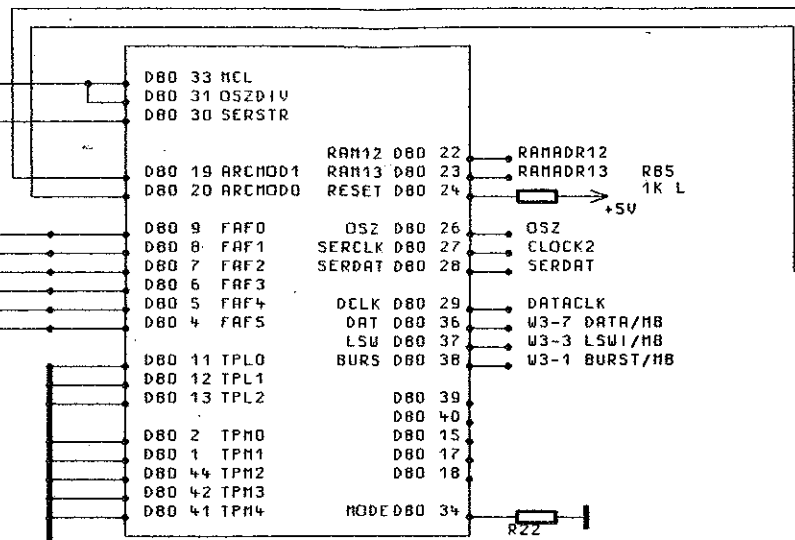 D80 33 MCL
D80 31 OSZDIV
D80 30 SERSTR
D80 19 ARCMOD1
D80 20 ARCMOD0
D80 9 FAF0
D80 8 FAF1
D80 7 FAF2
D80 6 FAF3
D80 5 FAF4
D80 4 FAF5
D80 11 TPL0
D80 12 TPL1
D80 13 TPL2
D80 2 TPM0
D80 1 TPM1
D80 44 TPM2
D80 42 TPM3
D80 41 TPM4
RAM12 D80 22 RAMADR12
RAM13 D80 23 RAMADR13
RESET D80 24
R85
1K L
+5V
OSZ D80 26 OSZ
SERCLK D80 27 CLOCK2
SERDAT D80 28 SERDAT
DCLK D80 29 DATACLK
DAT D80 36 W3-7 DATA/MB
LSW D80 37 W3-3 LSWI/MB
BURS D80 38 W3-1 BURST/MB
D80 39
D80 40
D80 15
D80 17
D80 18
MODE D80 34
R22